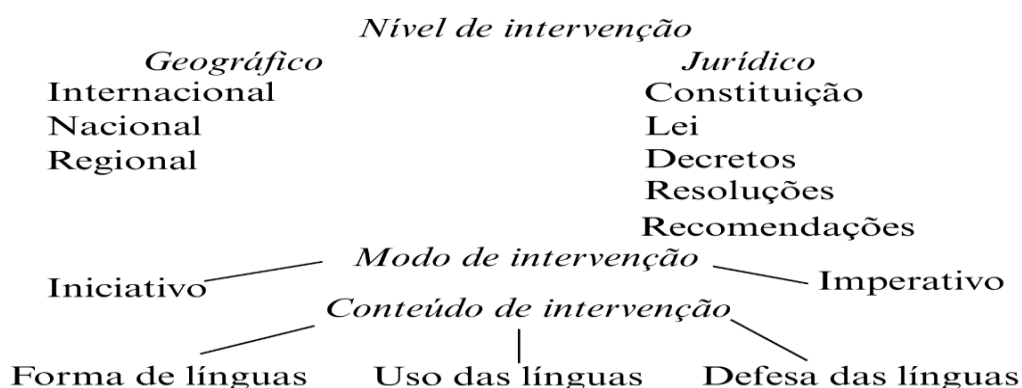 Nível de intervenção
Geográfico Jurídico
Internacional Constituição
Nacional Lei
Regional Decretos
Resoluções
Recomendações
Modo de intervenção
Iniciativo Imperativo
Conteúdo de intervenção
Forma de línguas Uso das línguas Defesa das línguas